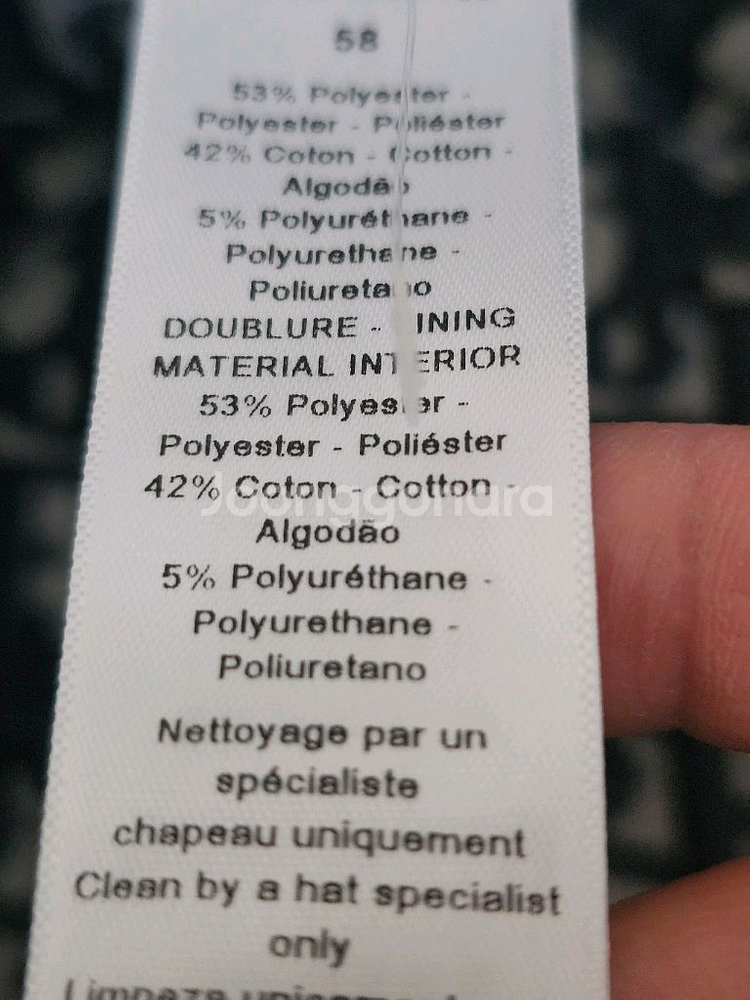 58
53% Polyester -
Polyester - Poliéster
42% Coton - Cotton -
Algodão
5% Polyuréthane -
Polyurethane -
Poliuretano
DOUBLURE - LINING
MATERIAL INTERIOR
53% Polyester -
Polyester - Poliéster
42% Coton - Cotton -
Joonggonara
Algodão
5% Polyuréthane -
Polyurethane -
Poliuretano
Nettoyage par un
spécialiste
chapeau uniquement
Clean by a hat specialist
only